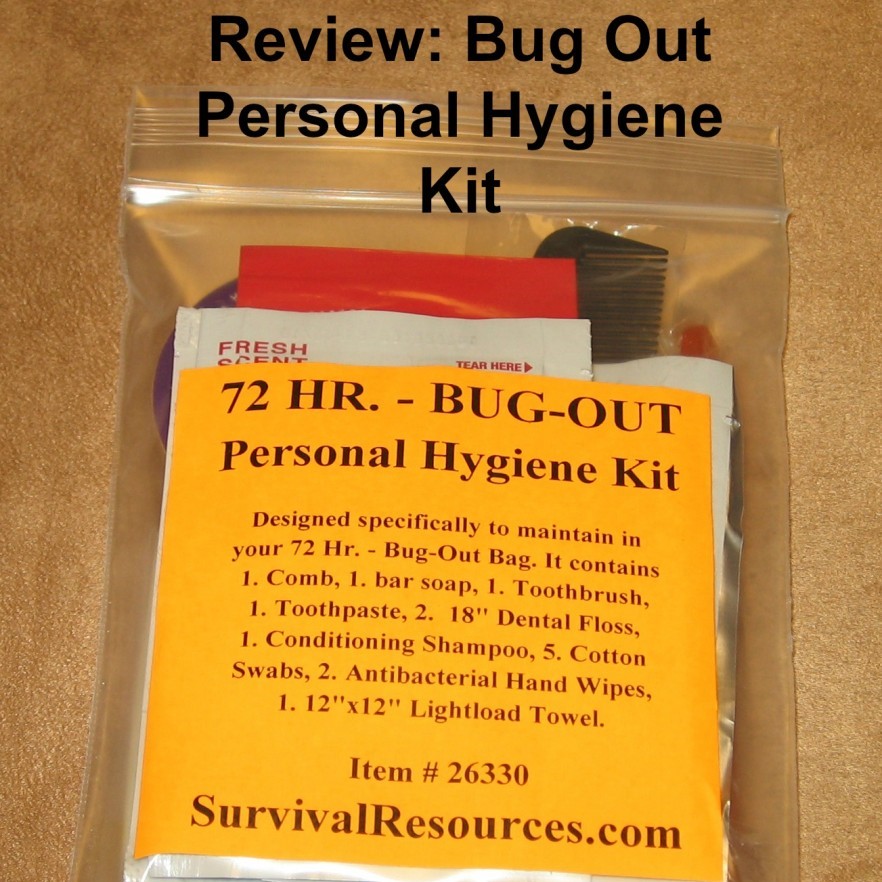 Review: Bug Out
Personal Hygiene
Kit
FRESH
SCENT
TEAR HERE
72 HR. - BUG-OUT
Personal Hygiene Kit
Designed specifically to maintain in
your 72 Hr. - Bug-Out Bag. It contains
1. Comb, 1. bar soap, 1. Toothbrush,
1. Toothpaste, 2. 18" Dental Floss,
1. Conditioning Shampoo, 5. Cotton
Swabs, 2. Antibacterial Hand Wipes,
1. 12"x12" Lightload Towel.
Item # 26330
SurvivalResources.com